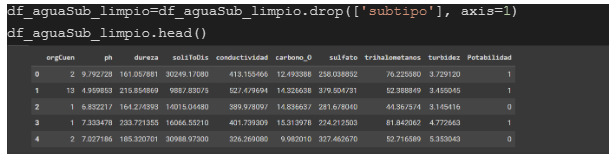 df_aguaSub_limpio=df_aguaSub_limpio.drop(['subtipo'], axis=1)
df_aguaSub_limpio.head()
orgCuen ph dureza soliToDis conductividad carbono_O sulfato trihalometanos turbidez Potabilidad
0 2 9.792728 161.057881 30249.17080 413.155466 12.493388 258.038852 76.225580 3.729120 1
1 13 4.959853 215.854869 9887.83075 527.479694 14.326638 379.604731 52.388849 3.455045 1
2 1 6.832217 164.274393 14015.04480 389.978097 14.836637 281.678040 44.367574 3.145416 0
3 1 7.333478 233.721355 16066.55210 401.739309 15.313978 224.212503 81.842062 4.772663 1
4 2 7.027186 185.320701 30988.97300 326.269080 9.982010 327.462670 52.716589 5.353043 0